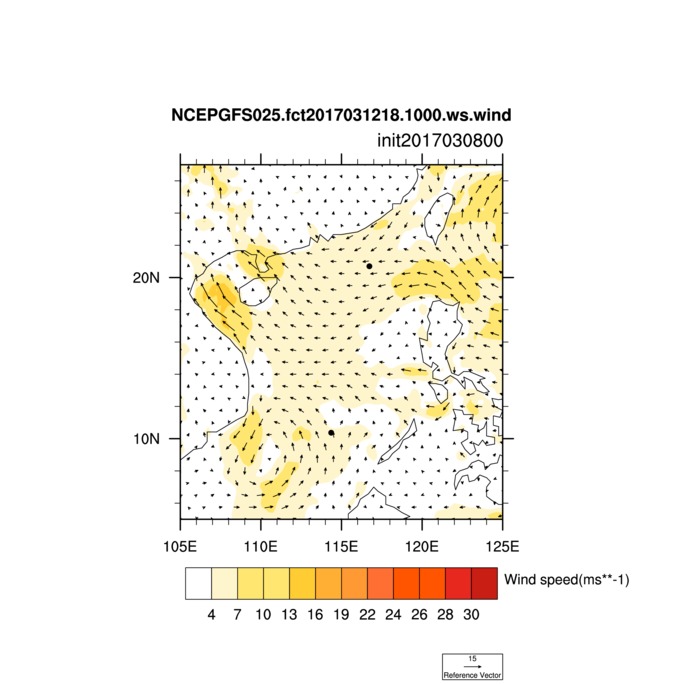 NCEPGFS025.fct2017031218.1000.ws.wind
init2017030800
20N
10N
105E 110E 115E 120E 125E
Wind speed(ms**-1)
4 7 10 13 16 19 22 24 26 28 30
15
Reference Vector